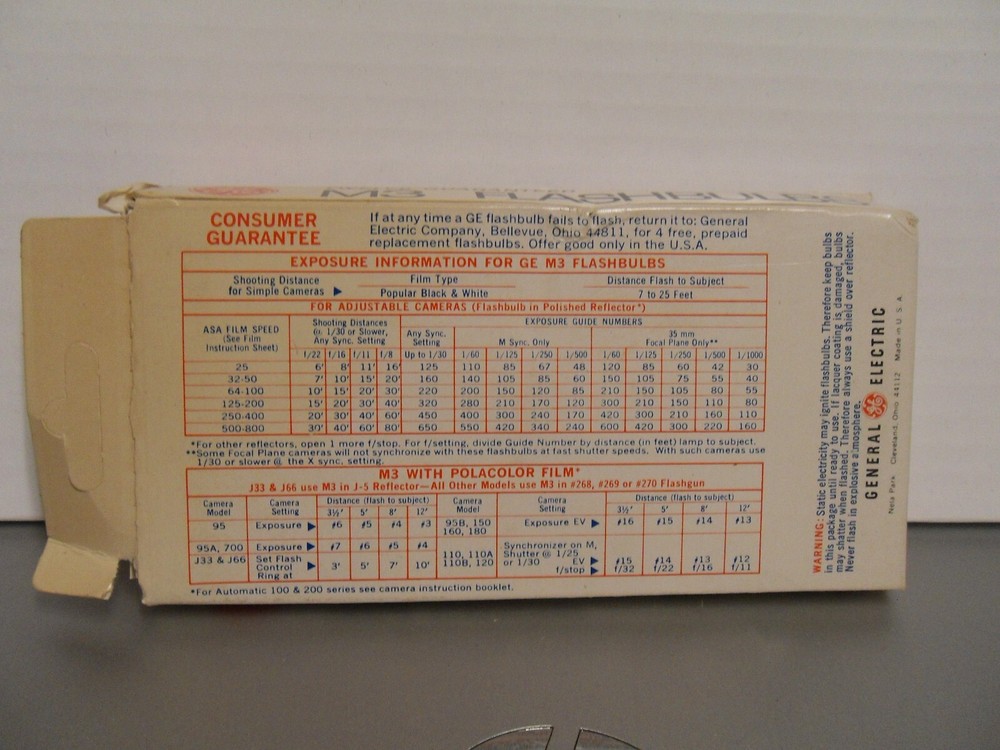 M3 FLASHBULBS
CONSUMER
GUARANTEE
If at any time a GE flashbulb fails to flash, return it to: General
Electric Company, Bellevue, Ohio 44811, for 4 free, prepaid
replacement flashbulbs. Offer good only in the U.S.A.
EXPOSURE INFORMATION FOR GE M3 FLASHBULBS
Shooting Distance for Simple Cameras ▶ Film Type Distance Flash to Subject
Popular Black & White 7 to 25 Feet
FOR ADJUSTABLE CAMERAS (Flashbulb in Polished Reflector*)
ASA FILM SPEED (See Film Instruction Sheet) Shooting Distances @ 1/30 or Slower, Any Sync. Setting EXPOSURE GUIDE NUMBERS
Any Sync. Setting M Sync. Only 35 mm Focal Plane Only**
f/22 f/16 f/11 f/8 Up to 1/30 1/60 1/125 1/250 1/500 1/60 1/125 1/250 1/500 1/1000
25 6' 8' 11' 16' 125 110 85 67 48 120 85 60 42 30
32-50 7' 10' 15' 20' 160 140 105 85 60 150 105 75 55 40
64-100 10' 15' 20' 30' 220 200 150 120 85 210 150 105 80 55
125-200 15' 20' 30' 40' 320 280 210 170 120 300 210 150 110 80
250-400 20' 30' 40' 60' 450 400 300 240 170 420 300 210 160 110
500-800 30' 40' 60' 80' 650 550 420 340 240 600 420 300 220 160
*For other reflectors, open 1 more f/stop. For f/setting, divide Guide Number by distance (in feet) lamp to subject.
**Some Focal Plane cameras will not synchronize with these flashbulbs at fast shutter speeds. With such cameras use
1/30 or slower @ the X sync. setting.
M3 WITH POLACOLOR FILM*
J33 & J66 use M3 in J-5 Reflector—All Other Models use M3 in #268, #269 or #270 Flashgun
Camera Model Camera Setting Distance (flash to subject) Camera Model Camera Setting Distance (flash to subject)
3½' 5' 8' 12' 3½' 5' 8' 12'
95 Exposure ▶ #6 #5 #4 #3 95B, 150 160, 180 Exposure EV ▶ #16 #15 #14 #13
95A, 700 Exposure ▶ #7 #6 #5 #4 110, 110A 110B, 120 Synchronizer on M, Shutter @ 1/25 or 1/30 EV ▶ #15 #14 #13 #12
J33 & J66 Set Flash Control Ring at ▶ 3' 5' 7' 10' f/stop ▶ f/32 f/22 f/16 f/11
*For Automatic 100 & 200 series see camera instruction booklet.
WARNING: Static electricity may ignite flashbulbs. Therefore keep bulbs
in this package until ready to use. If lacquer coating is damaged, bulbs
may shatter when flashed. Therefore always use a shield over reflector.
Never flash in explosive atmosphere.
GENERAL GE ELECTRIC
Nela Park Cleveland, Ohio 44112 Made in U.S.A.